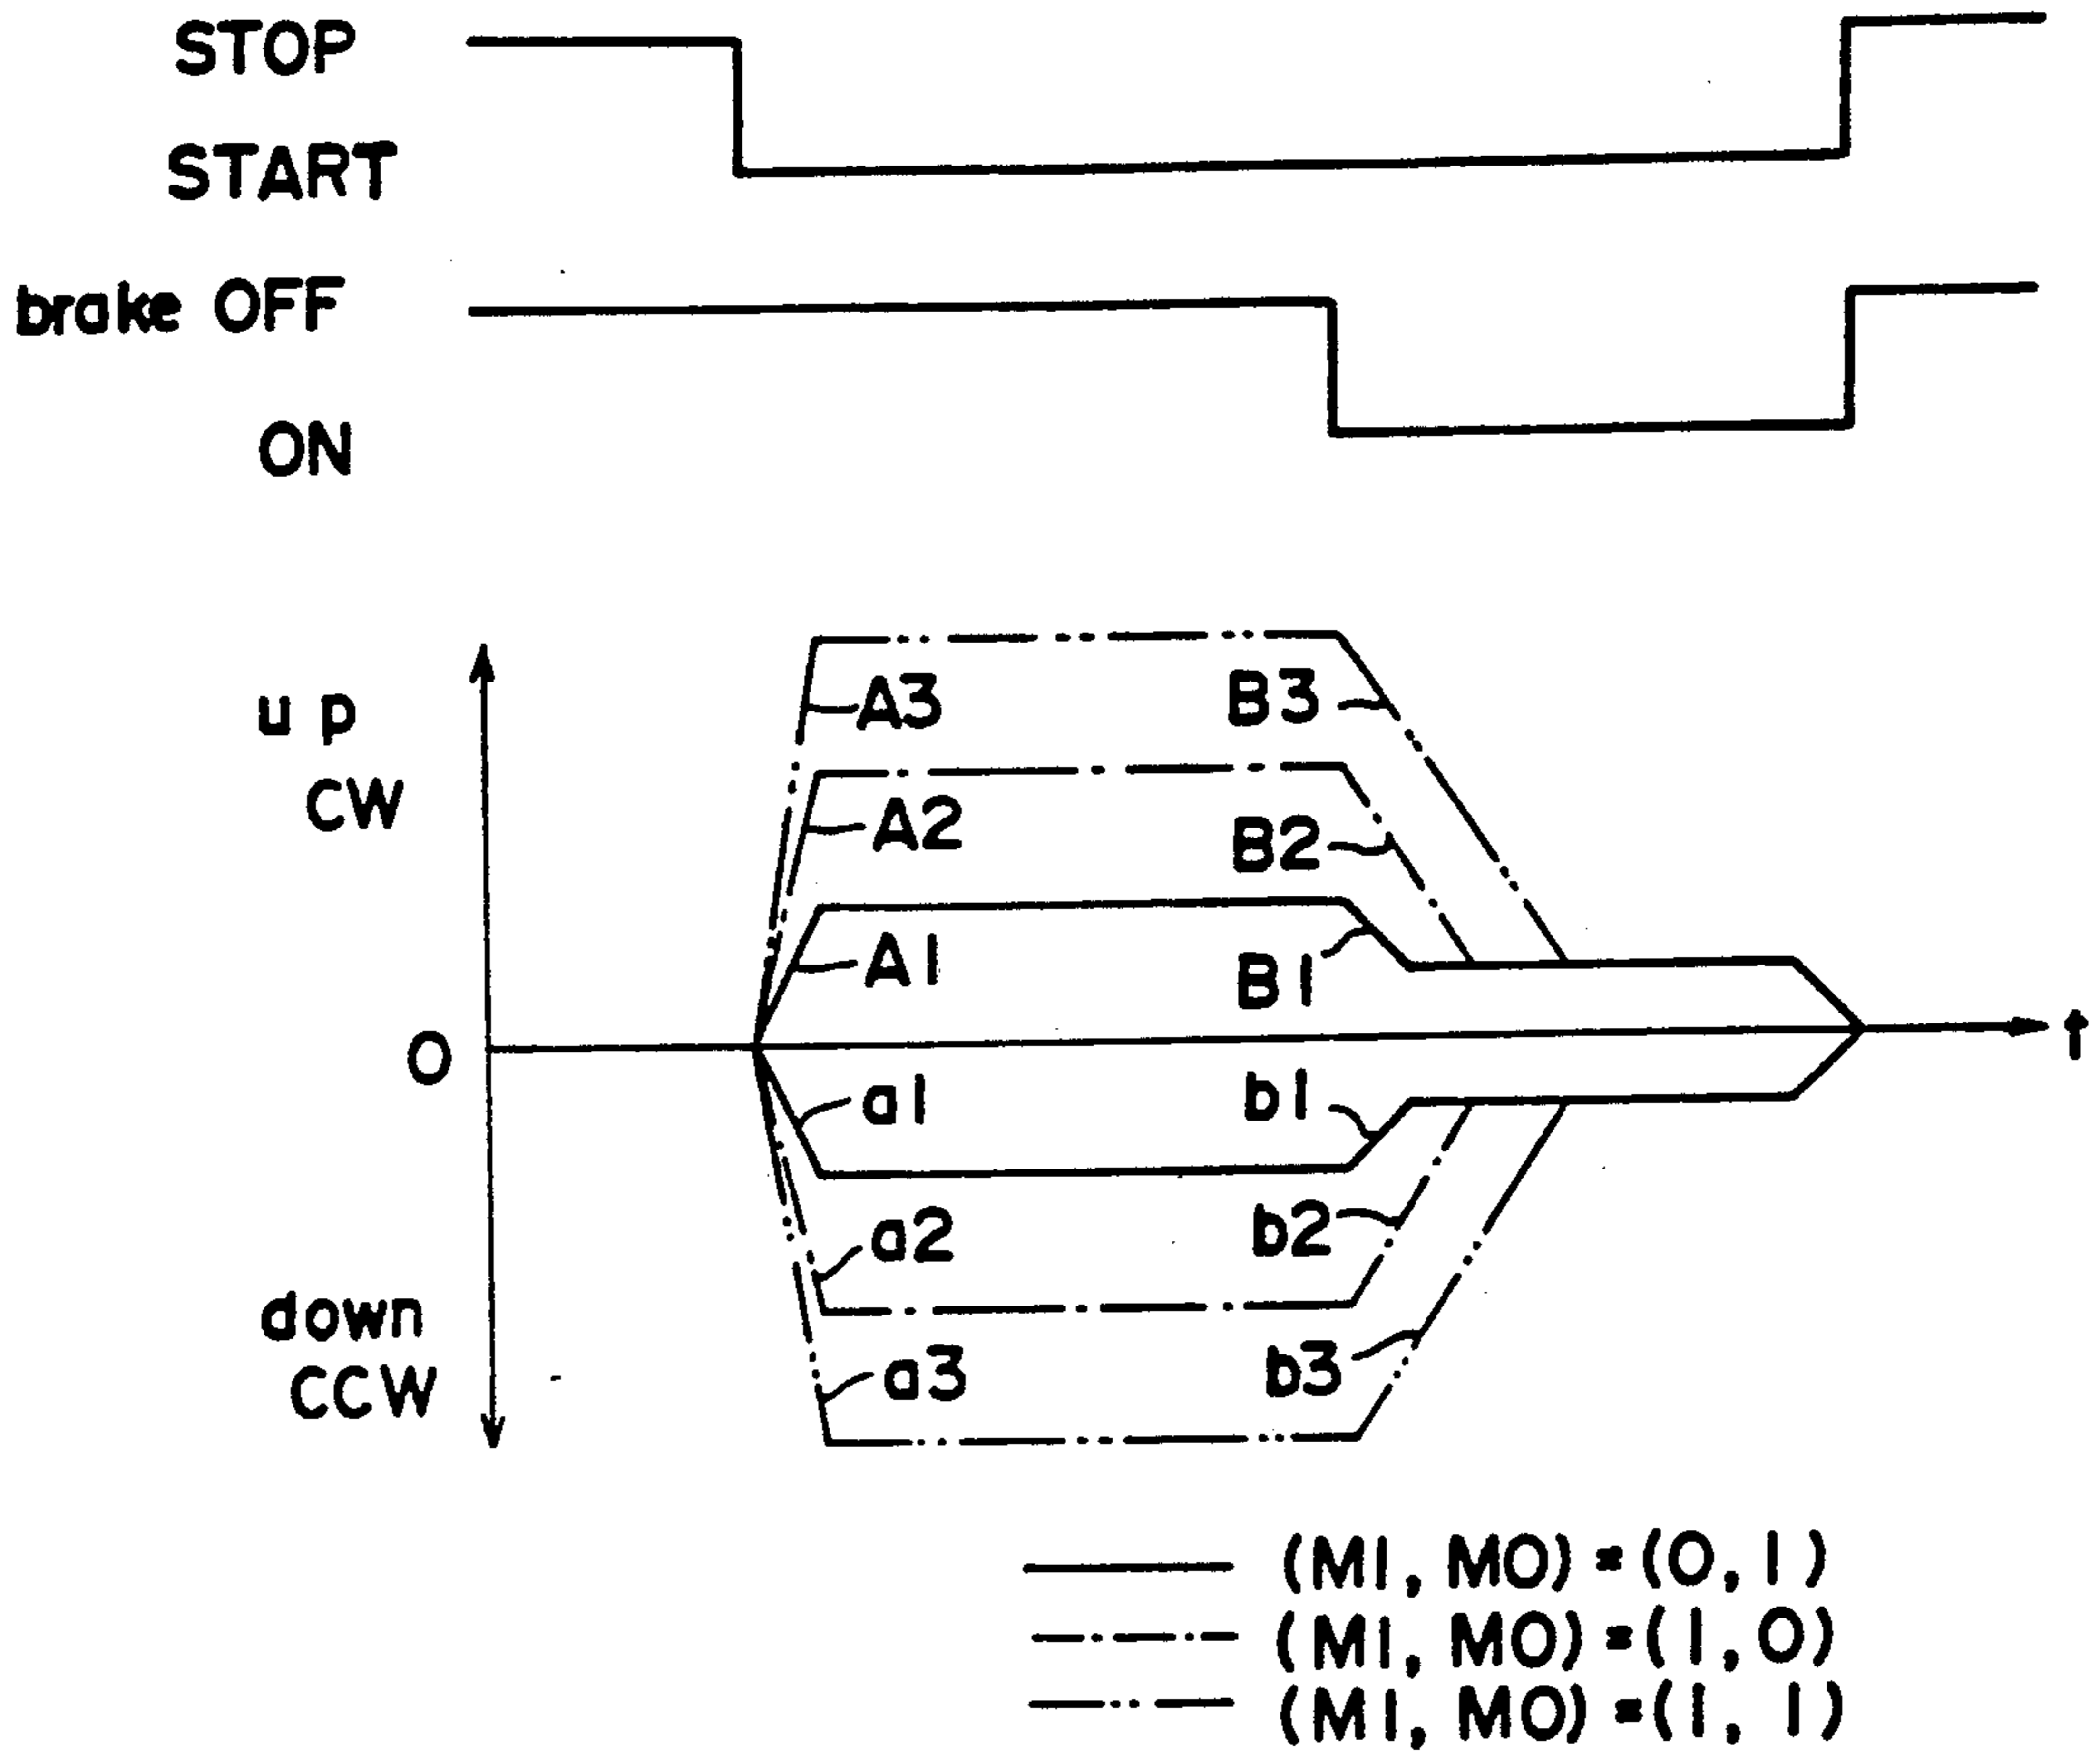 STOP
START
brake OFF
ON
up
CW
A3
B3
A2
B2
A1
B1
O
t
a1
b1
a2
b2
down
CCW
a3
b3
(M1, M0) = (0, 1)
(M1, M0) = (1, 0)
(M1, M0) = (1, 1)